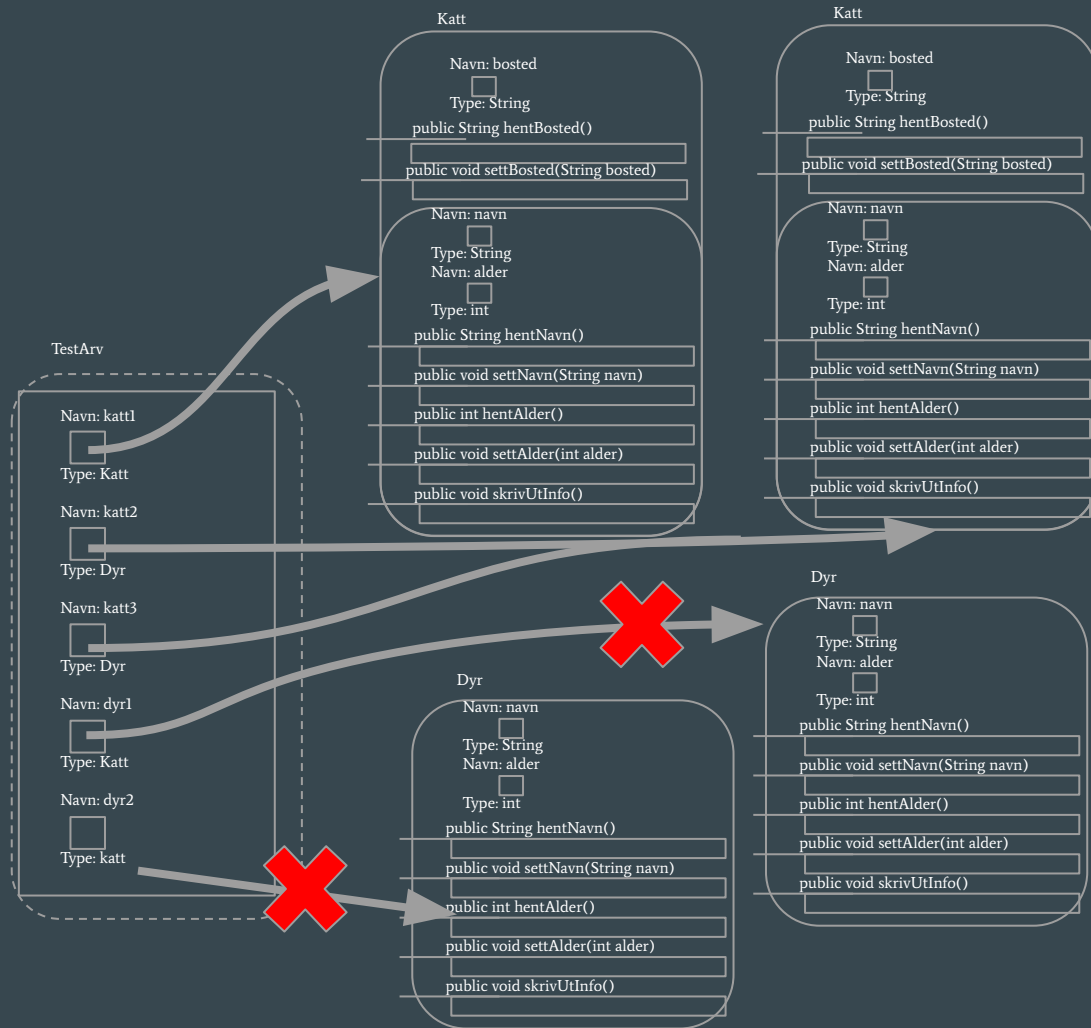 Katt
Navn: bosted
Type: String
public String hentBosted()
public void settBosted(String bosted)
Navn: navn
Type: String
Navn: alder
Type: int
public String hentNavn()
public void settNavn(String navn)
public int hentAlder()
public void settAlder(int alder)
public void skrivUtInfo()
Katt
Navn: bosted
Type: String
public String hentBosted()
public void settBosted(String bosted)
Navn: navn
Type: String
Navn: alder
Type: int
public String hentNavn()
public void settNavn(String navn)
public int hentAlder()
public void settAlder(int alder)
public void skrivUtInfo()
TestArv
Navn: katt1
Type: Katt
Navn: katt2
Type: Dyr
Navn: katt3
Type: Dyr
Navn: dyr1
Type: Katt
Navn: dyr2
Type: katt
Dyr
Navn: navn
Type: String
Navn: alder
Type: int
public String hentNavn()
public void settNavn(String navn)
public int hentAlder()
public void settAlder(int alder)
public void skrivUtInfo()
Dyr
Navn: navn
Type: String
Navn: alder
Type: int
public String hentNavn()
public void settNavn(String navn)
public int hentAlder()
public void settAlder(int alder)
public void skrivUtInfo()